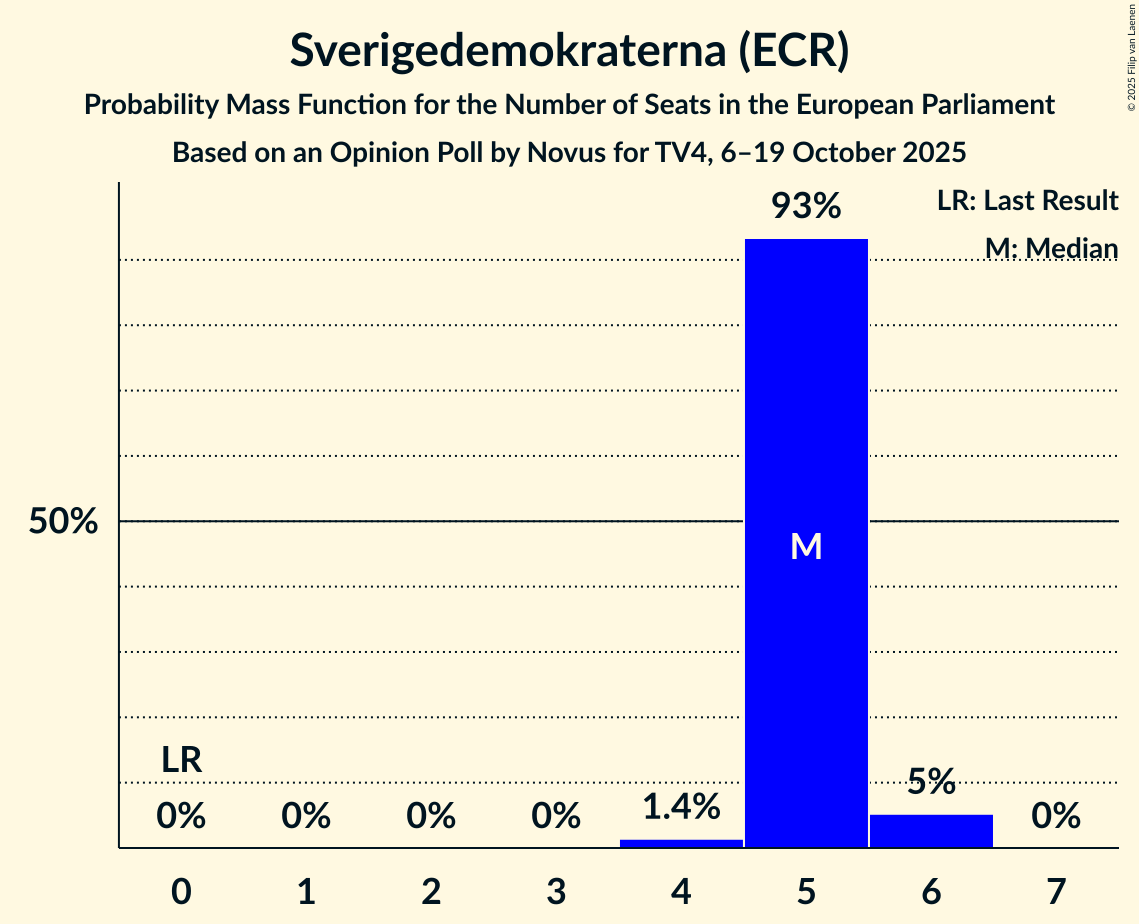 Sverigedemokraterna (ECR)
Probability Mass Function for the Number of Seats in the European Parliament
Based on an Opinion Poll by Novus for TV4, 6–19 October 2025
© 2025 Filip van Laenen
LR: Last Result
M: Median
93%
50%
M
LR
0%
0%
0%
0%
1.4%
5%
0%
0
1
2
3
4
5
6
7